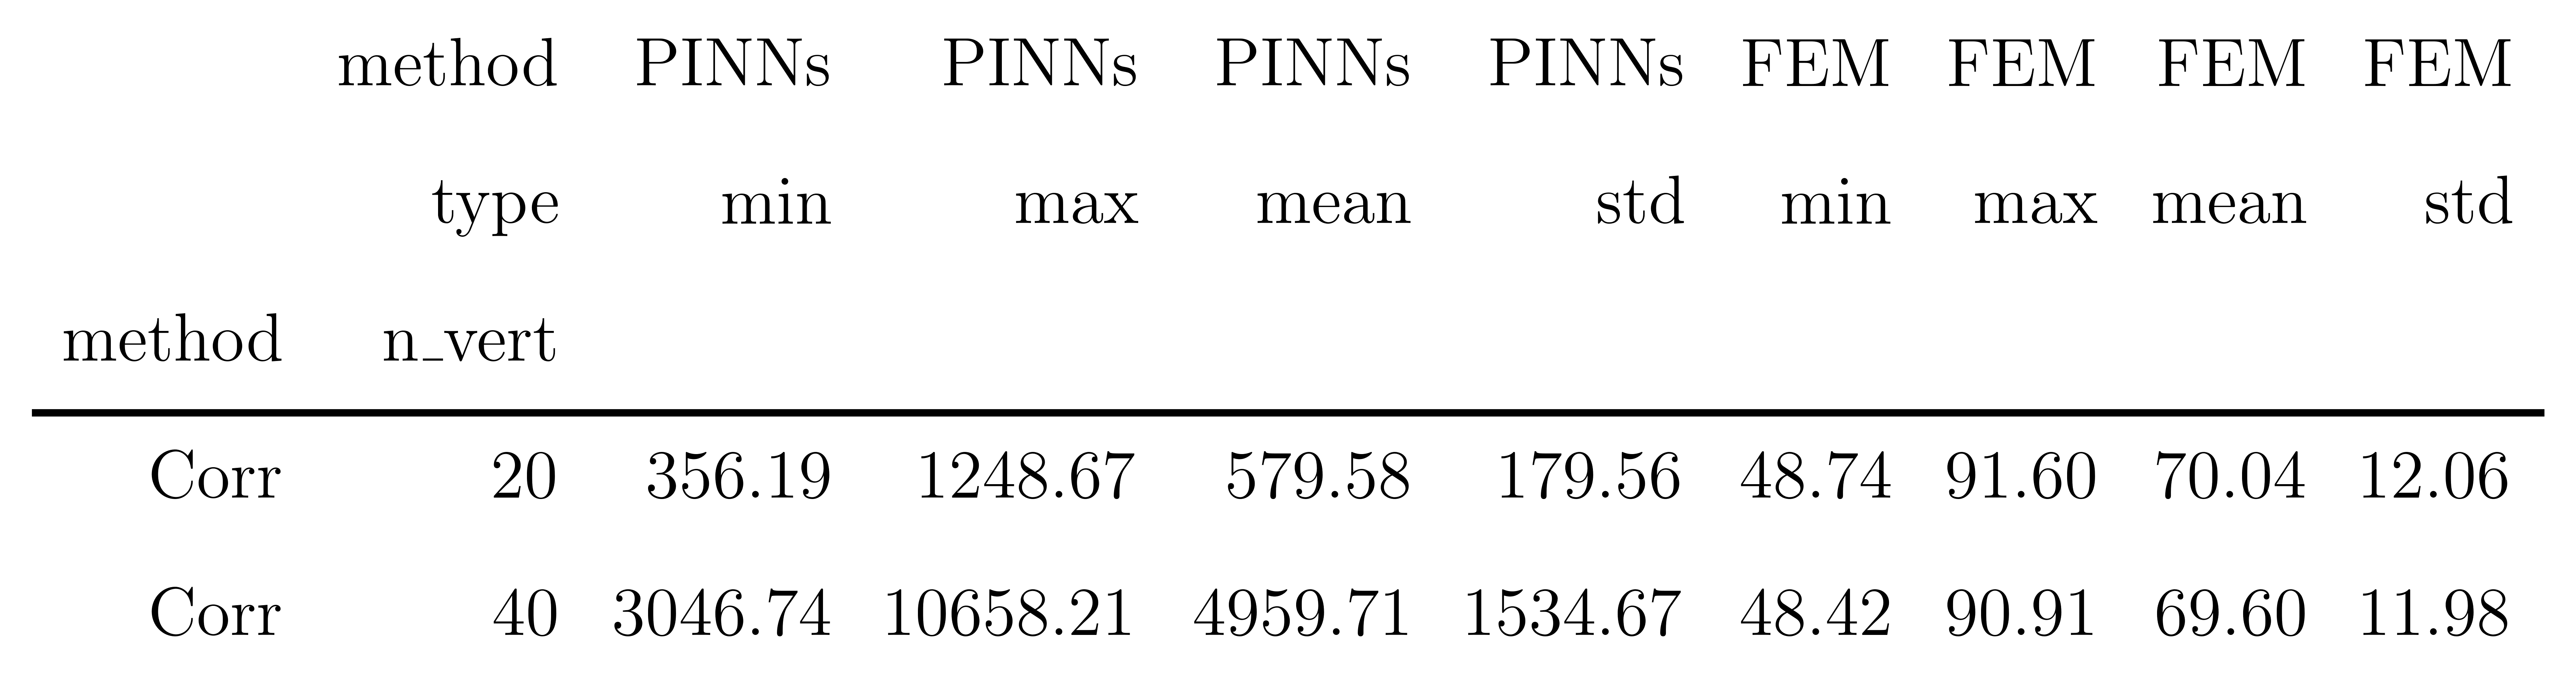 method PINNs PINNs PINNs PINNs FEM FEM FEM FEM
type min max mean std min max mean std
method n_vert
Corr 20 356.19 1248.67 579.58 179.56 48.74 91.60 70.04 12.06
Corr 40 3046.74 10658.21 4959.71 1534.67 48.42 90.91 69.60 11.98